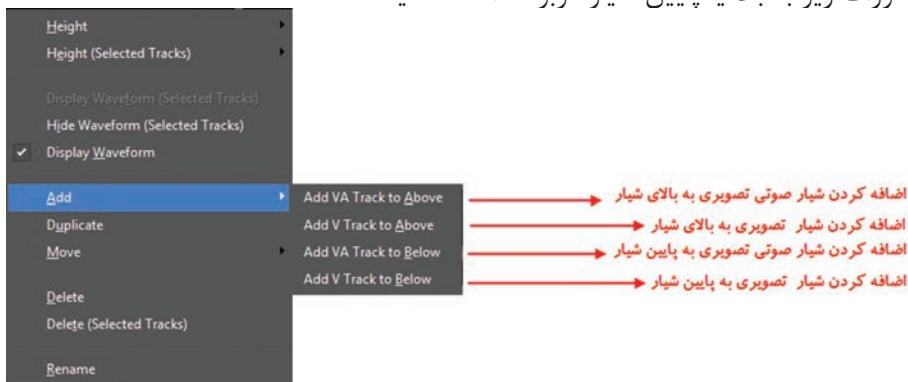 Height
Height (Selected Tracks)
Display Waveform (Selected Tracks)
Hide Waveform (Selected Tracks)
Display Waveform
Add
Duplicate
Move
Delete
Delete (Selected Tracks)
Rename
Add VA Track to Above
Add V Track to Above
Add VA Track to Below
Add V Track to Below
اضافه کردن شیار صوتی تصویری به بالای شیار
اضافه کردن شیار تصویری به بالای شیار
اضافه کردن شیار صوتی تصویری به پایین شیار
اضافه کردن شیار تصویری به پایین شیار